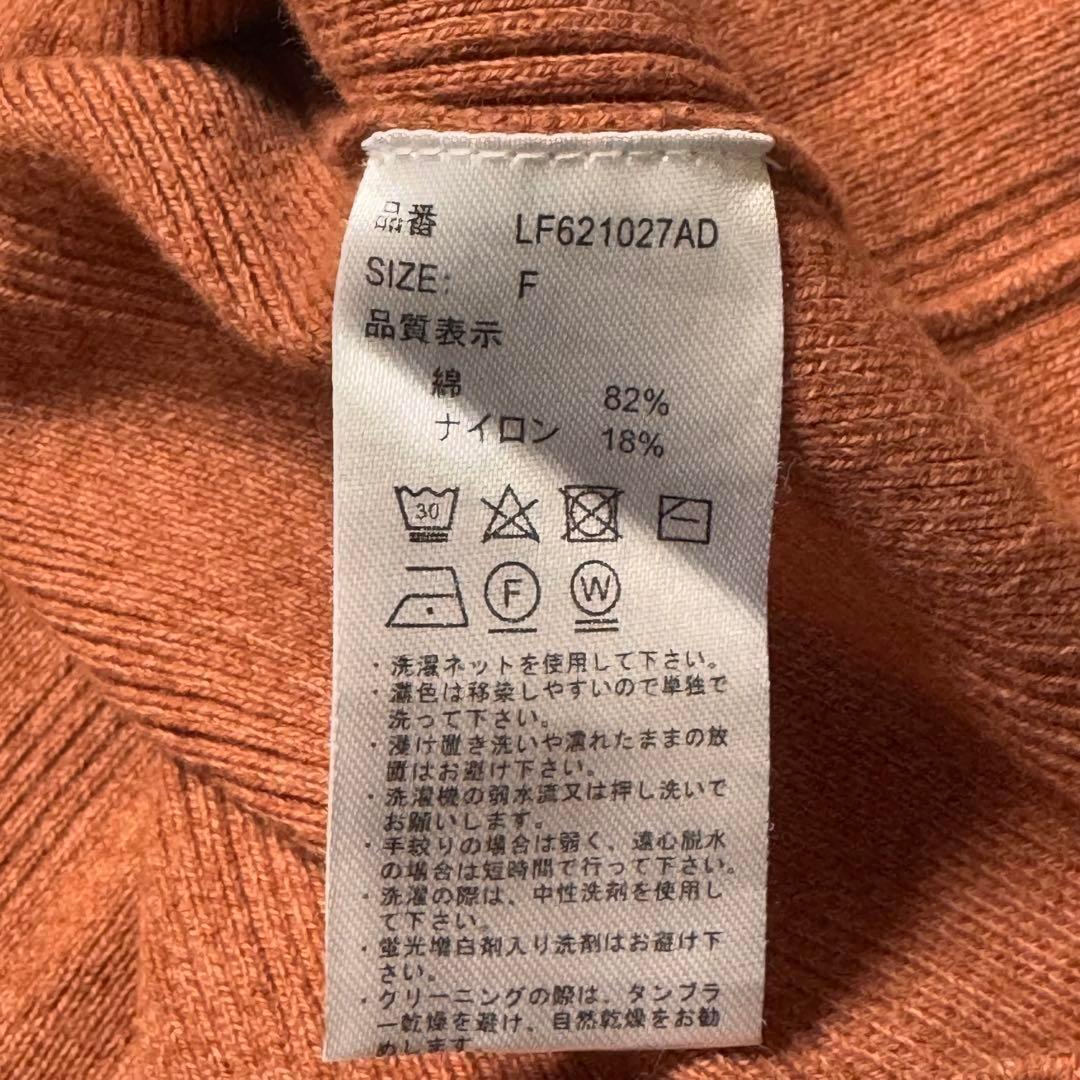 品番 LF621027AD
SIZE: F
品質表示
綿 82%
ナイロン 18%
30
F W
・洗濯ネットを使用して下さい。
・濃色は移染しやすいので単独で
洗って下さい。
・浸け置き洗いや濡れたままの放
置はお避け下さい。
・洗濯機の弱水流又は押し洗いで
お願いします。
・手絞りの場合は弱く、遠心脱水
の場合は短時間で行って下さい。
・洗濯の際は、中性洗剤を使用し
て下さい。
・蛍光増白剤入り洗剤はお避け下
さい。
・クリーニングの際は、タンブラ
ー乾燥を避け、自然乾燥をお勧
めします